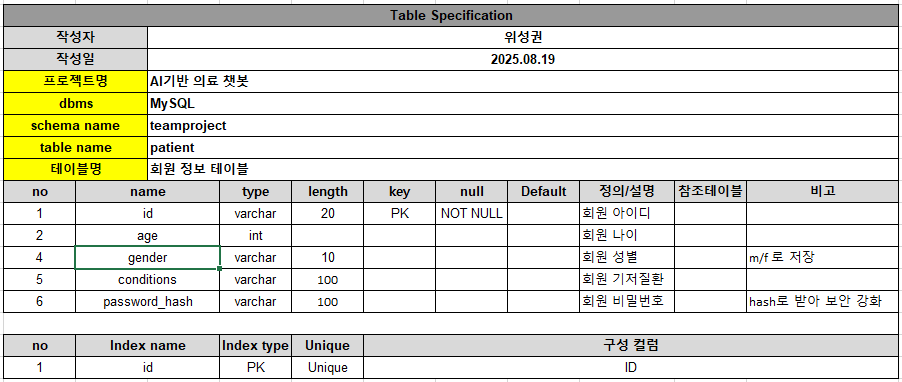 Table Specification
작성자 위성권
작성일 2025.08.19
프로젝트명 AI기반 의료 챗봇
dbms MySQL
schema name teamproject
table name patient
테이블명 회원 정보 테이블
no name type length key null Default 정의/설명 참조테이블 비고
1 id varchar 20 PK NOT NULL 회원 아이디
2 age int 회원 나이
4 gender varchar 10 회원 성별 m/f 로 저장
5 conditions varchar 100 회원 기저질환
6 password_hash varchar 100 회원 비밀번호 hash로 받아 보안 강화
no Index name Index type Unique 구성 컬럼
1 id PK Unique ID